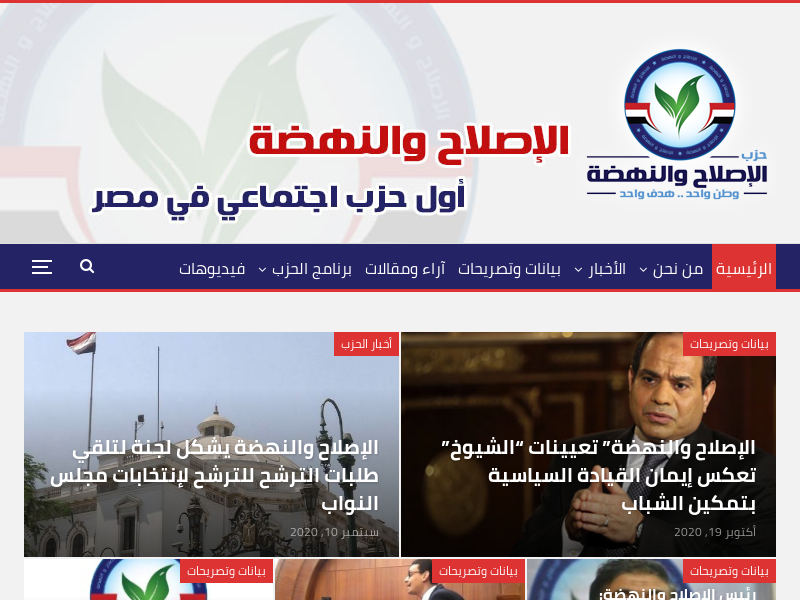 حزب
الإصلاح والنهضة
وطن واحد .. هدف واحد
الإصلاح والنهضة
أول حزب اجتماعي في مصر
الرئيسية
من نحن
الأخبار
بيانات وتصريحات
آراء ومقالات
برنامج الحزب
فيديوهات
بيانات وتصريحات
الإصلاح والنهضة” تعيينات “الشيوخ”
تعكس إيمان القيادة السياسية
بتمكين الشباب
أكتوبر 19, 2020
أخبار الحزب
الإصلاح والنهضة يشكل لجنة لتلقي
طلبات الترشح للترشح لإنتخابات مجلس
النواب
سبتمبر 10, 2020
بيانات وتصريحات
رئيس الإصلاح والنهضة:
بيانات وتصريحات
بيانات وتصريحات